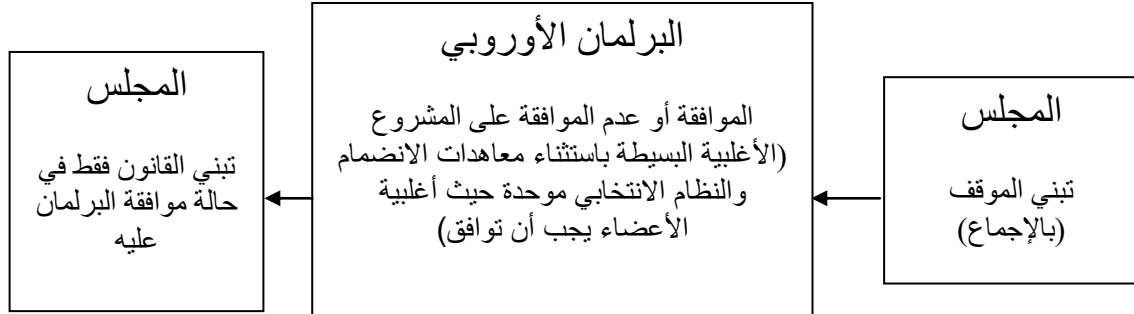 المجلس
تبني الموقف
(بالإجماع)
البرلمان الأوروبي
الموافقة أو عدم الموافقة على المشروع
(الأغلبية البسيطة باستثناء معاهدات الانضمام
والنظام الانتخابي موحدة حيث أغلبية
الأعضاء يجب أن توافق)
المجلس
تبني القانون فقط في
حالة موافقة البرلمان
عليه